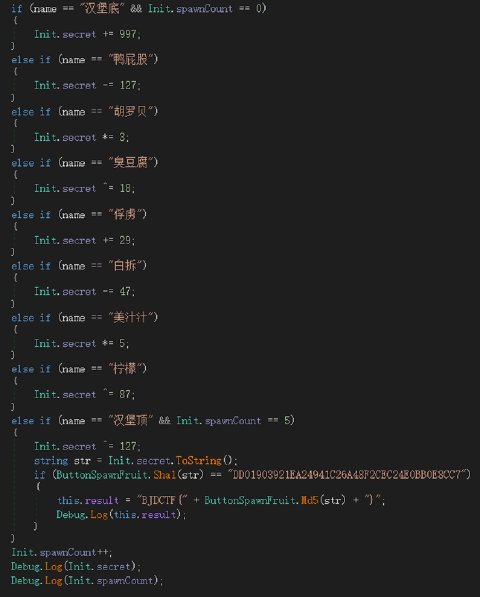 if (name == "汉堡底" && Init.spawnCount == 0)
{
Init.secret += 997;
}
else if (name == "鸭屁股")
{
Init.secret -= 127;
}
else if (name == "胡罗贝")
{
Init.secret *= 3;
}
else if (name == "臭豆腐")
{
Init.secret ^= 18;
}
else if (name == "俘虏")
{
Init.secret += 29;
}
else if (name == "白拆")
{
Init.secret -= 47;
}
else if (name == "美汁汁")
{
Init.secret *= 5;
}
else if (name == "柠檬")
{
Init.secret ^= 87;
}
else if (name == "汉堡顶" && Init.spawnCount == 5)
{
Init.secret ^= 127;
string str = Init.secret.ToString();
if (ButtonSpawnFruit.Sha1(str) == "DD01903921EA24941C26A48F2CEC24E0BB0E8CC7")
{
this.result = "BJDCTF{" + ButtonSpawnFruit.Md5(str) + "}";
Debug.Log(this.result);
}
}
Init.spawnCount++;
Debug.Log(Init.secret);
Debug.Log(Init.spawnCount);